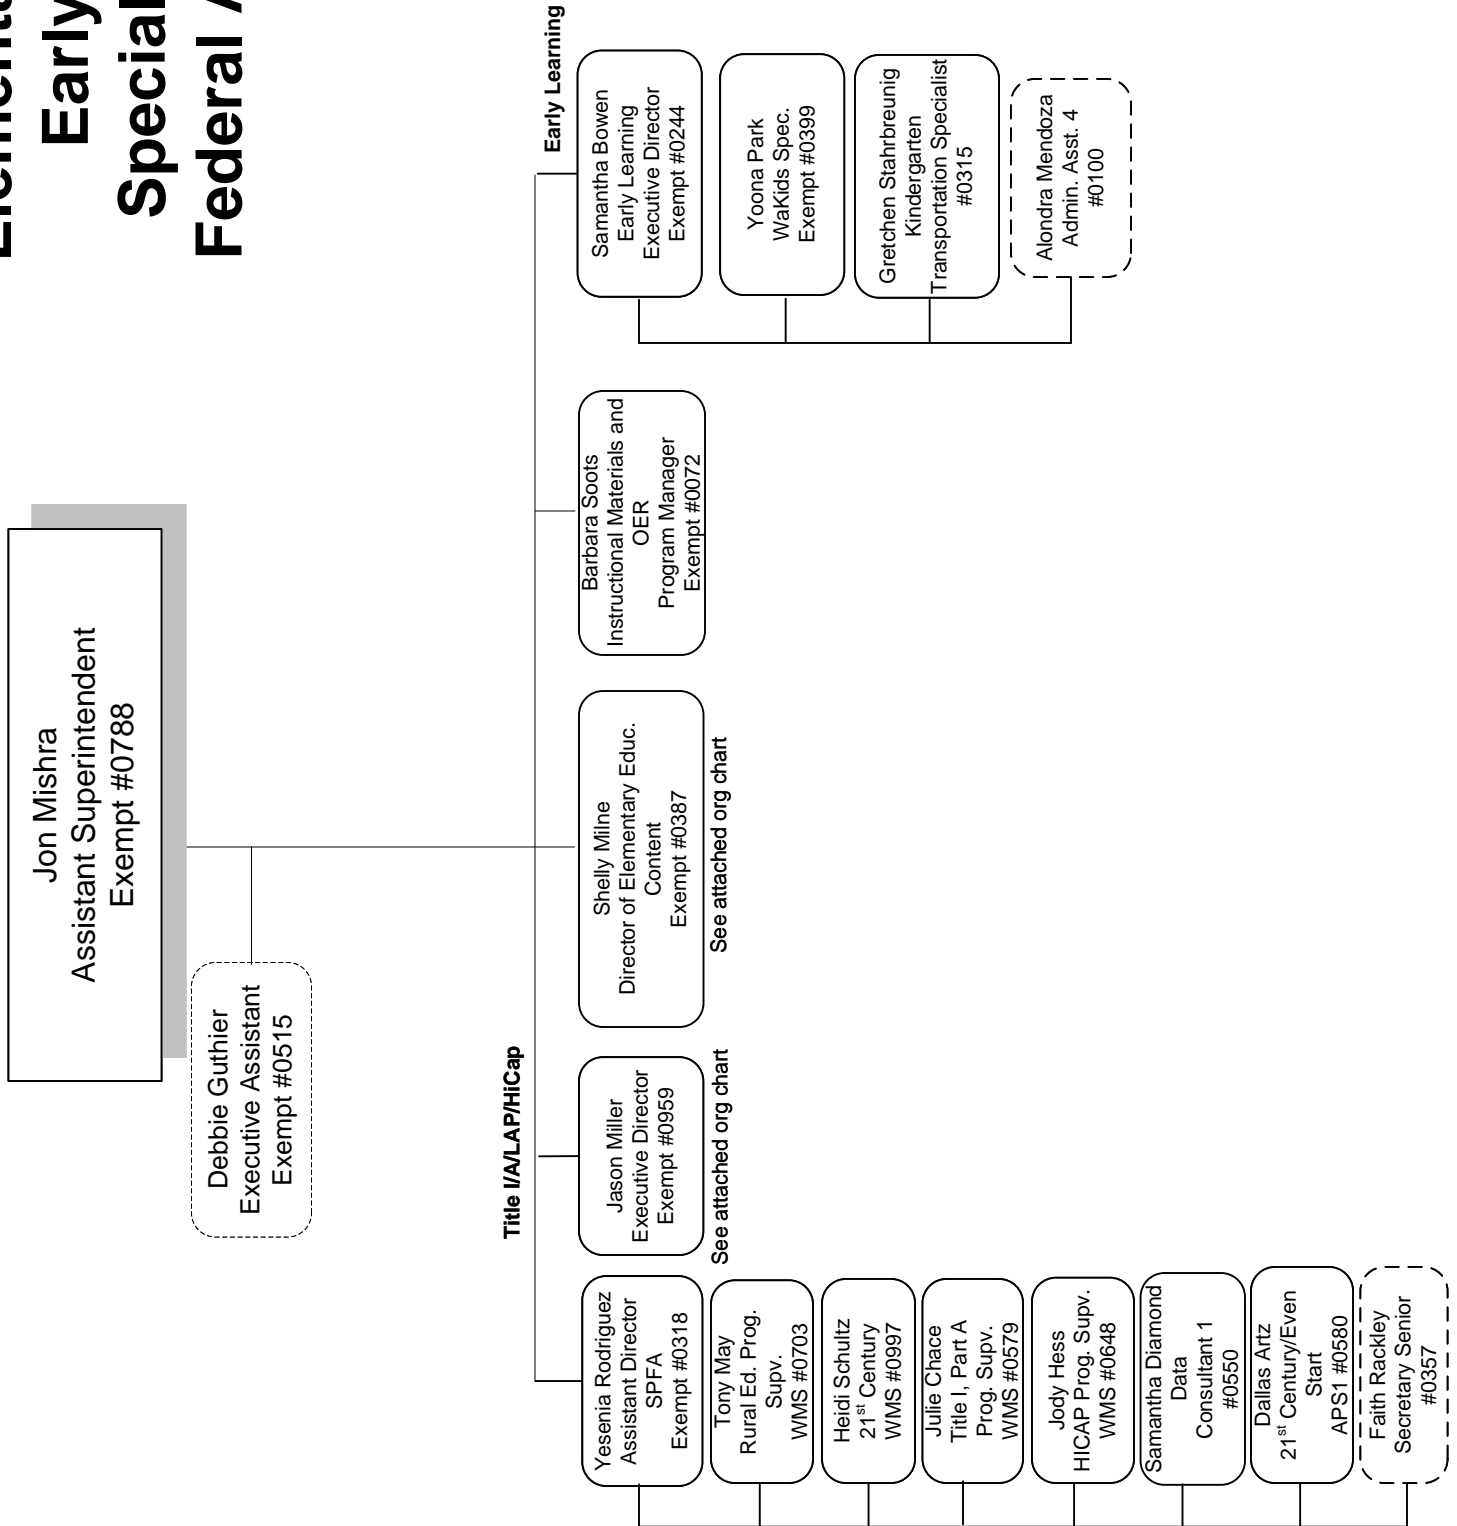 Early
Special
Federal
Jon Mishra
Assistant Superintendent
Exempt #0788
Debbie Guthier
Executive Assistant
Exempt #0515
Title I/A/LAP/HiCap
Early Learning
Yesenia Rodriguez
Assistant Director
SPFA
Exempt #0318
Tony May
Rural Ed. Prog.
Supv.
WMS #0703
Heidi Schultz
21st Century
WMS #0997
Julie Chace
Title I, Part A
Prog. Supv.
WMS #0579
Jody Hess
HICAP Prog. Supv.
WMS #0648
Samantha Diamond
Data
Consultant 1
#0550
Dallas Artz
21st Century/Even
Start
APS1 #0580
Faith Rackley
Secretary Senior
#0357
Jason Miller
Executive Director
Exempt #0959
See attached org chart
Shelly Milne
Director of Elementary Educ.
Content
Exempt #0387
See attached org chart
Barbara Soots
Instructional Materials and
OER
Program Manager
Exempt #0072
Samantha Bowen
Early Learning
Executive Director
Exempt #0244
Yoona Park
WaKids Spec.
Exempt #0399
Gretchen Stahrbreunig
Kindergarten
Transportation Specialist
#0315
Alondra Mendoza
Admin. Asst. 4
#0100